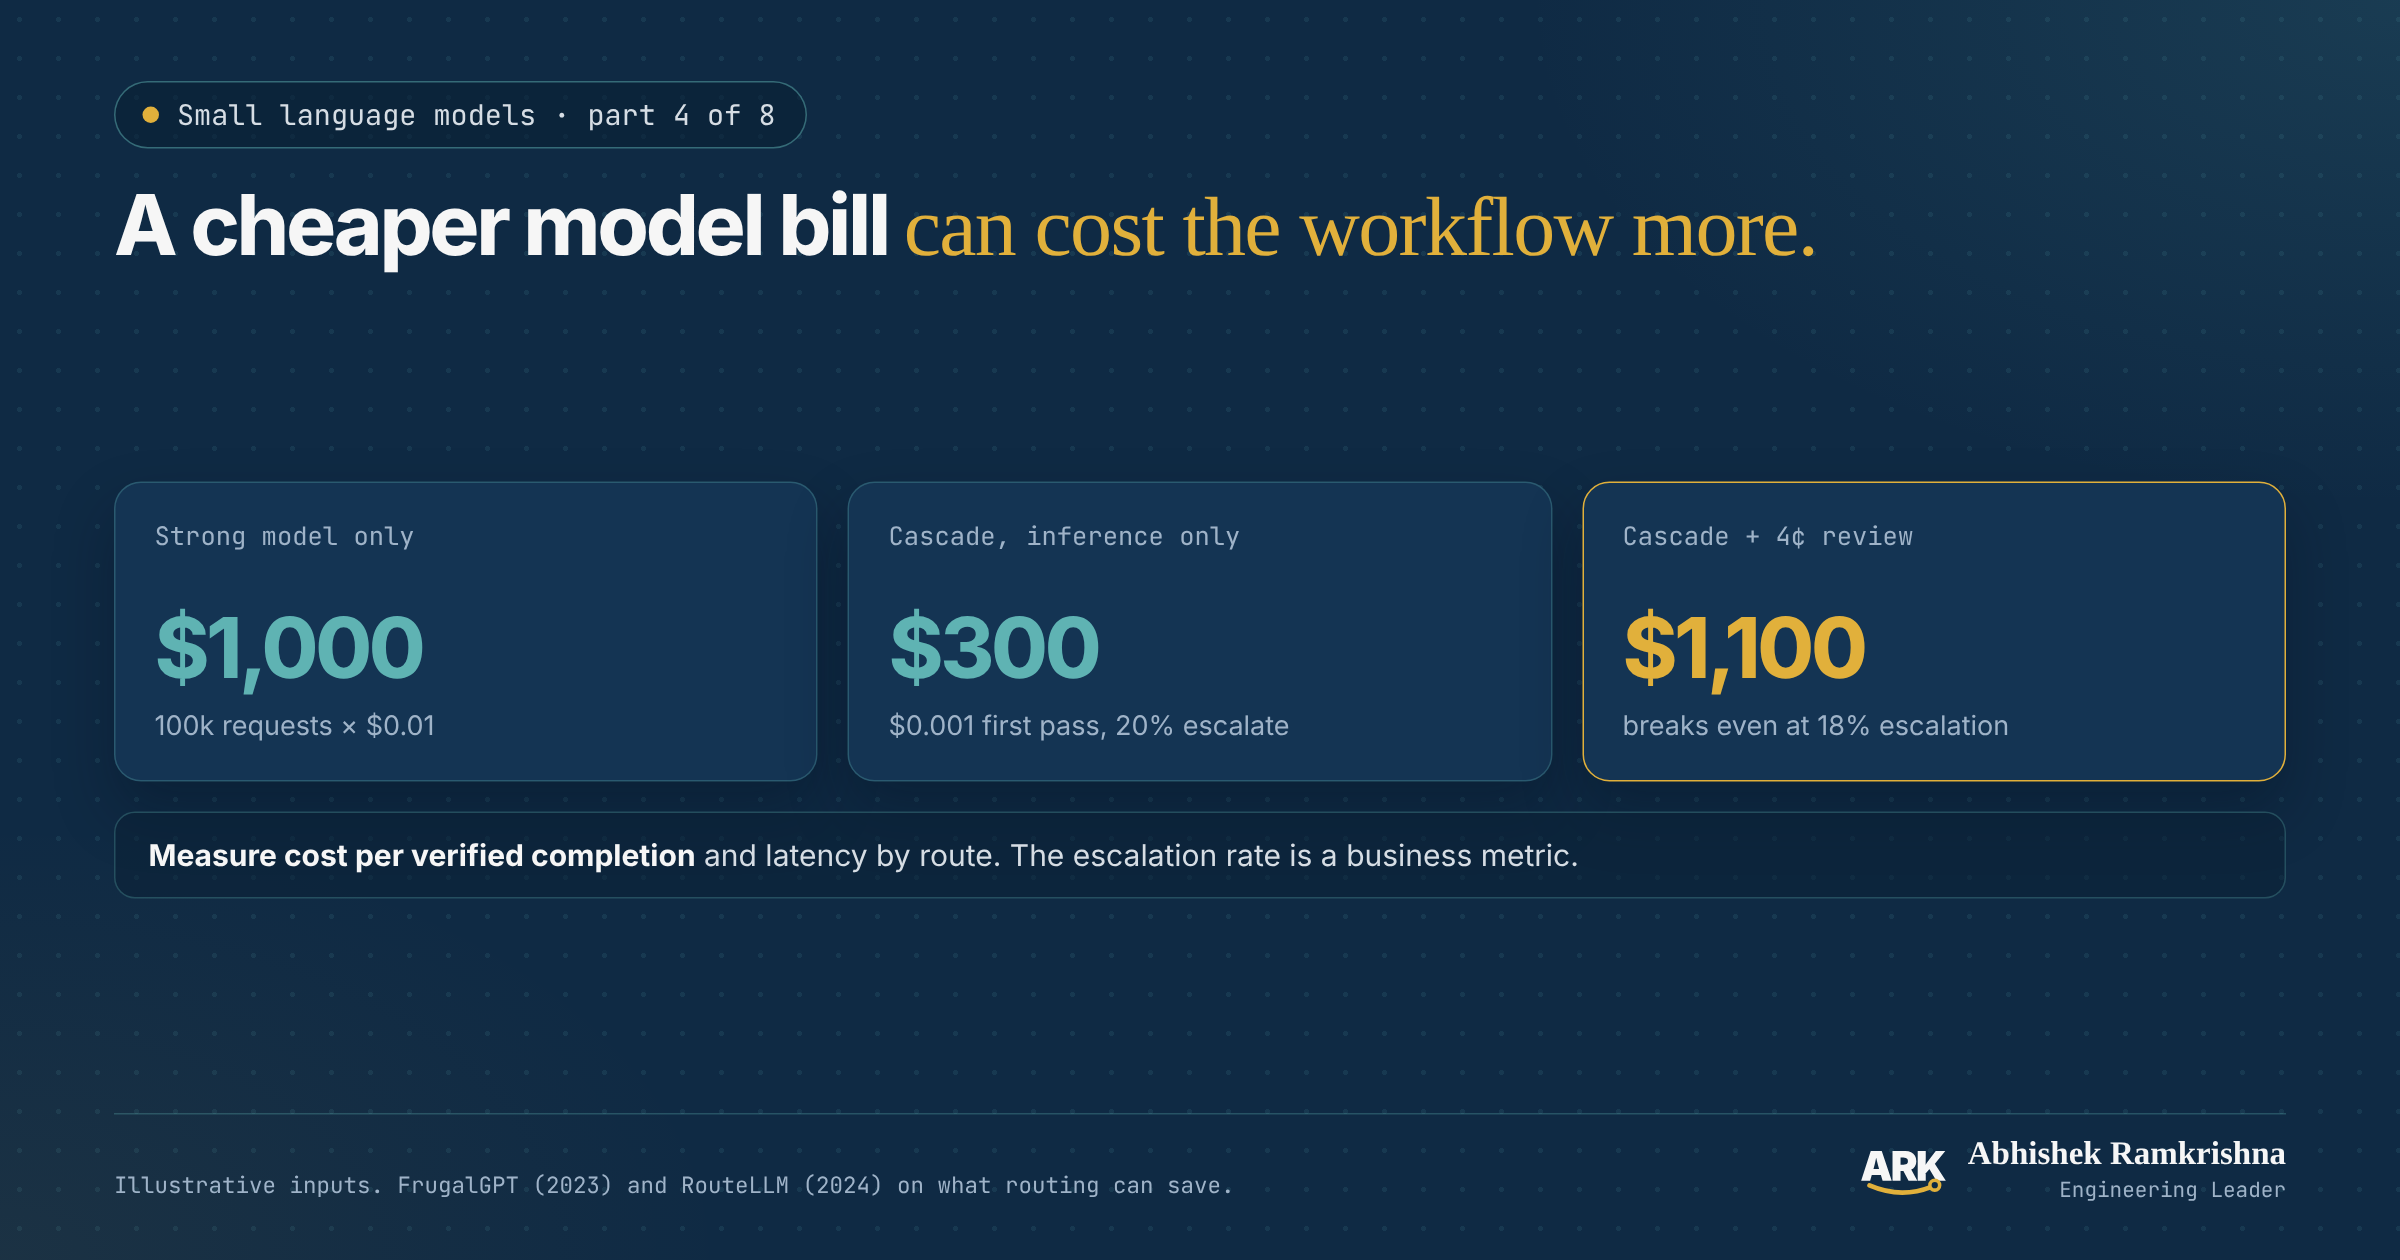 Small language models · part 4 of 8
A cheaper model bill can cost the workflow more.
Strong model only
$1,000
100k requests × $0.01
Cascade, inference only
$300
$0.001 first pass, 20% escalate
Cascade + 4¢ review
$1,100
breaks even at 18% escalation
Measure cost per verified completion and latency by route. The escalation rate is a business metric.
Illustrative inputs. FrugalGPT (2023) and RouteLLM (2024) on what routing can save.
ARK
Abhishek Ramkrishna
Engineering Leader